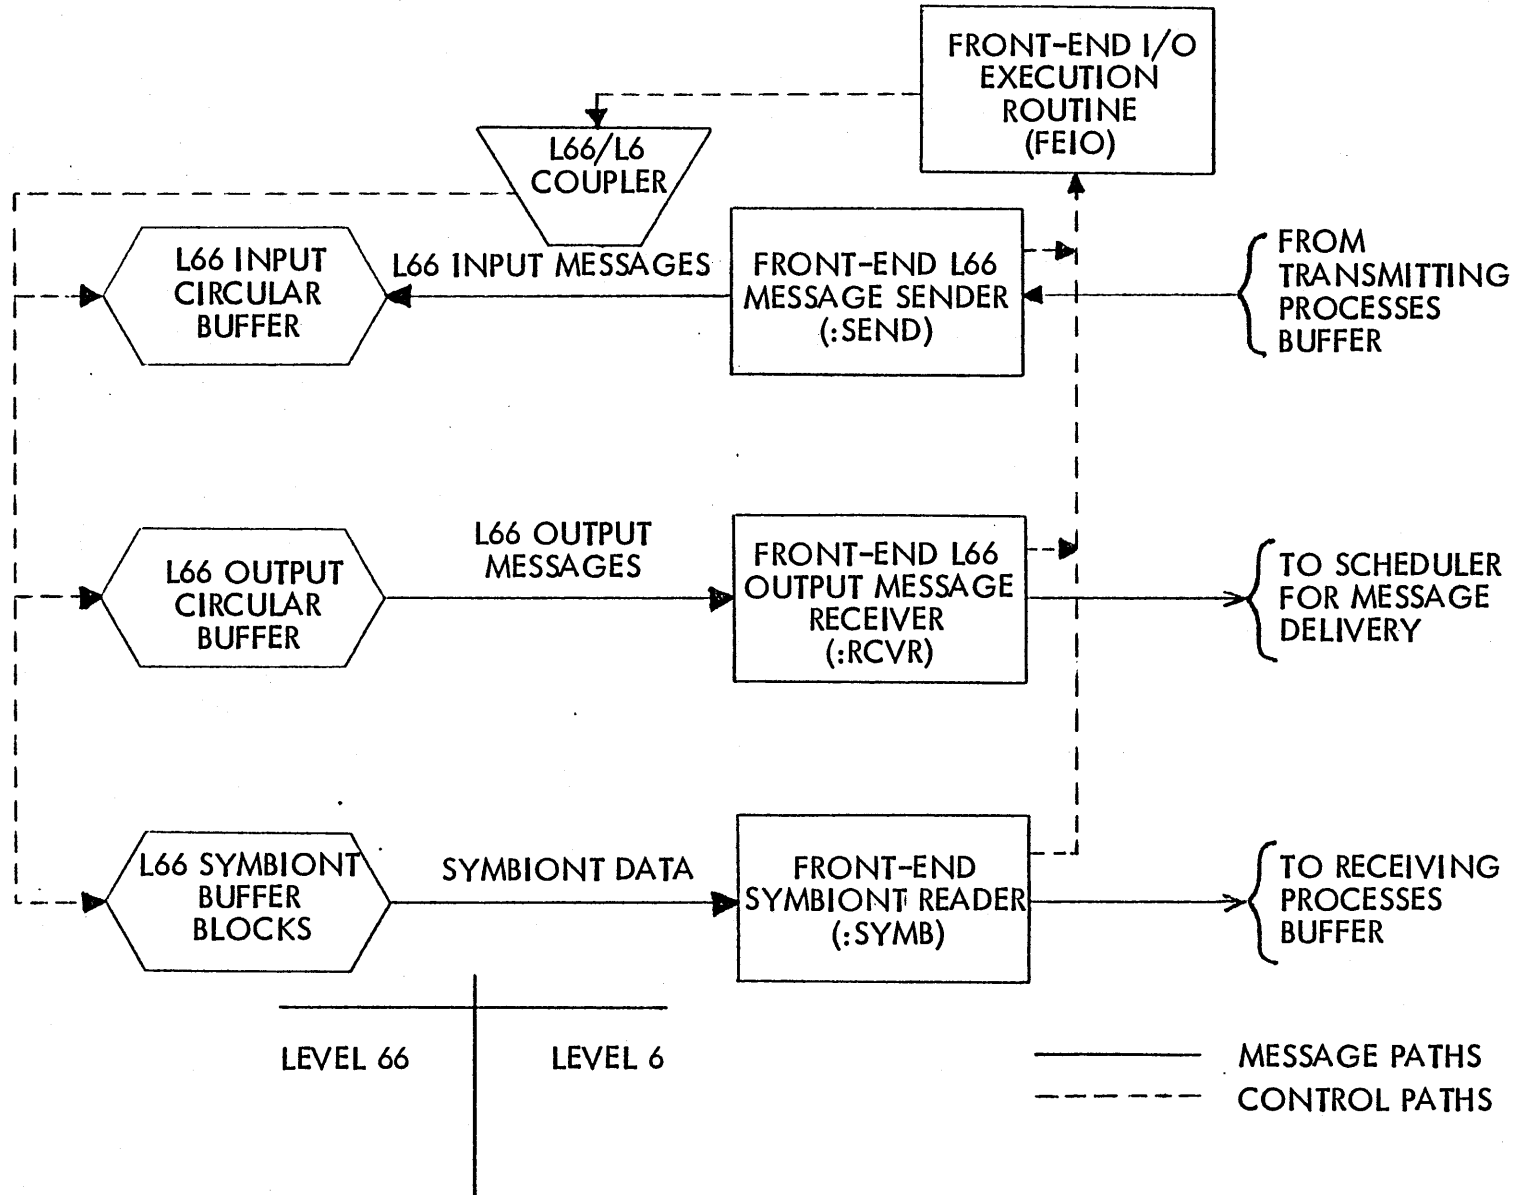 FRONT-END I/O
EXECUTION
ROUTINE
(FEIO)
L66/L6
COUPLER
L66 INPUT
CIRCULAR
BUFFER
L66 INPUT MESSAGES
FRONT-END L66
MESSAGE SENDER
(:SEND)
FROM
TRANSMITTING
PROCESSES
BUFFER
L66 OUTPUT
CIRCULAR
BUFFER
L66 OUTPUT
MESSAGES
FRONT-END L66
OUTPUT MESSAGE
RECEIVER
(:RCVR)
TO SCHEDULER
FOR MESSAGE
DELIVERY
L66 SYMBIONT
BUFFER
BLOCKS
SYMBIONT DATA
FRONT-END
SYMBIONT READER
(:SYMB)
TO RECEIVING
PROCESSES
BUFFER
LEVEL 66
LEVEL 6
MESSAGE PATHS
CONTROL PATHS